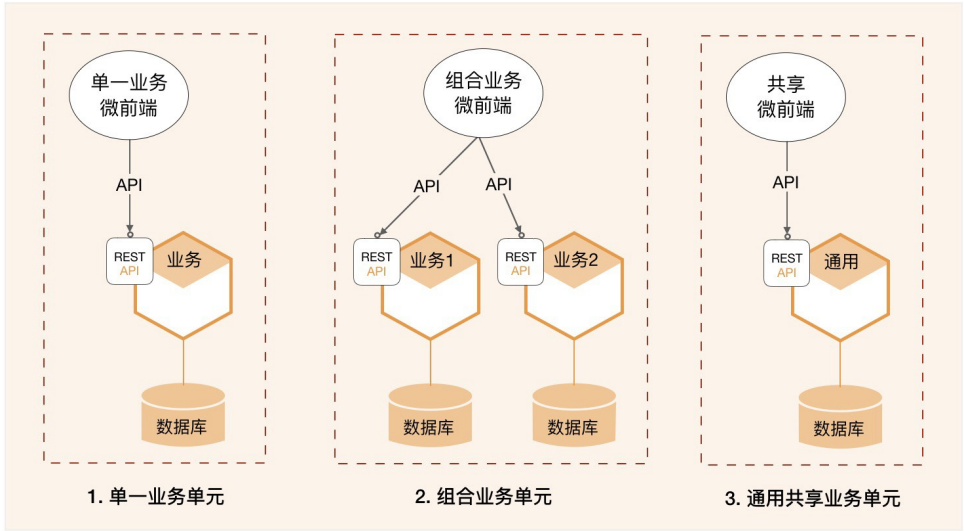 单一业务
微前端
API
REST
API
业务
数据库
1. 单一业务单元
组合业务
微前端
API
API
REST
API
业务1
REST
API
业务2
数据库
数据库
2. 组合业务单元
共享
微前端
API
REST
API
通用
数据库
3. 通用共享业务单元